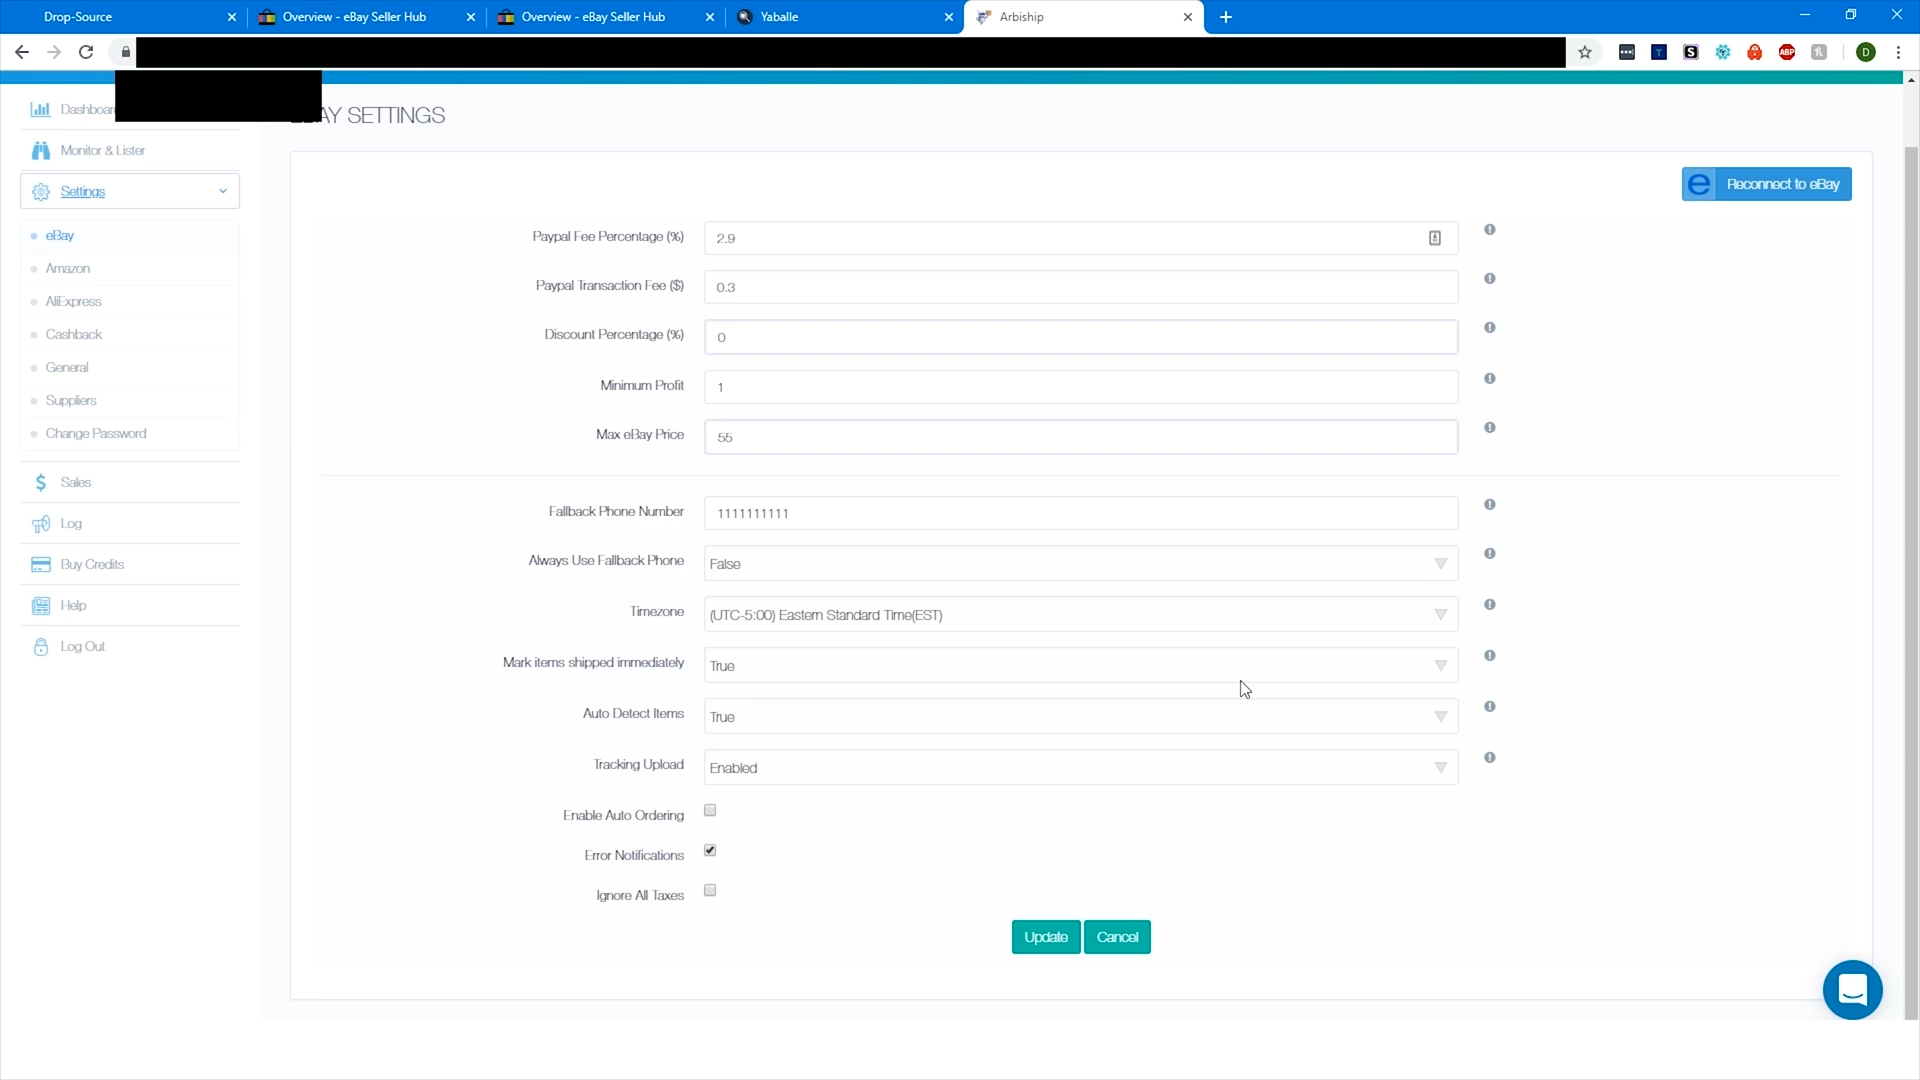 Drop-Source
Overview - eBay Seller Hub
Overview - eBay Seller Hub
Yaballe
Arbiship
ABP
D
AY SETTINGS
Monitor & Lister
Settings
eBay
Amazon
AliExpress
Cashback
General
Suppliers
Change Password
Sales
Log
Buy Credits
Help
Log Out
Reconnect to eBay
Paypal Fee Percentage (%) 2.9
Paypal Transaction Fee ($) 0.3
Discount Percentage (%) 0
Minimum Profit 1
Max eBay Price 55
Fallback Phone Number 1111111111
Always Use Fallback Phone False
Timezone (UTC-5:00) Eastern Standard Time(EST)
Mark items shipped immediately True
Auto Detect Items True
Tracking Upload Enabled
Enable Auto Ordering
Error Notifications
Ignore All Taxes
Update Cancel